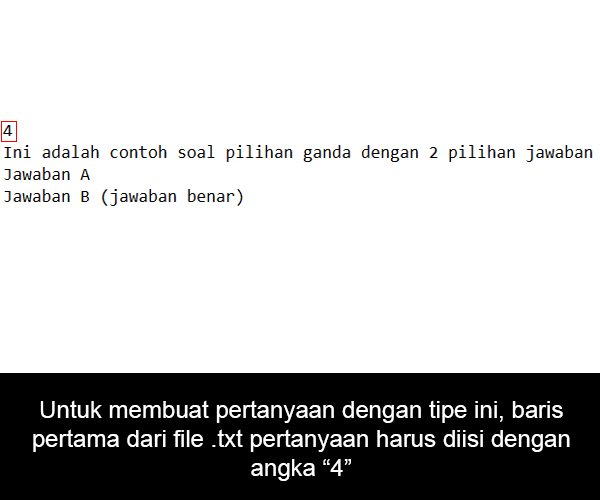 4
Ini adalah contoh soal pilihan ganda dengan 2 pilihan jawaban
Jawaban A
Jawaban B (jawaban benar)
Untuk membuat pertanyaan dengan tipe ini, baris
pertama dari file .txt pertanyaan harus diisi dengan
angka “4”